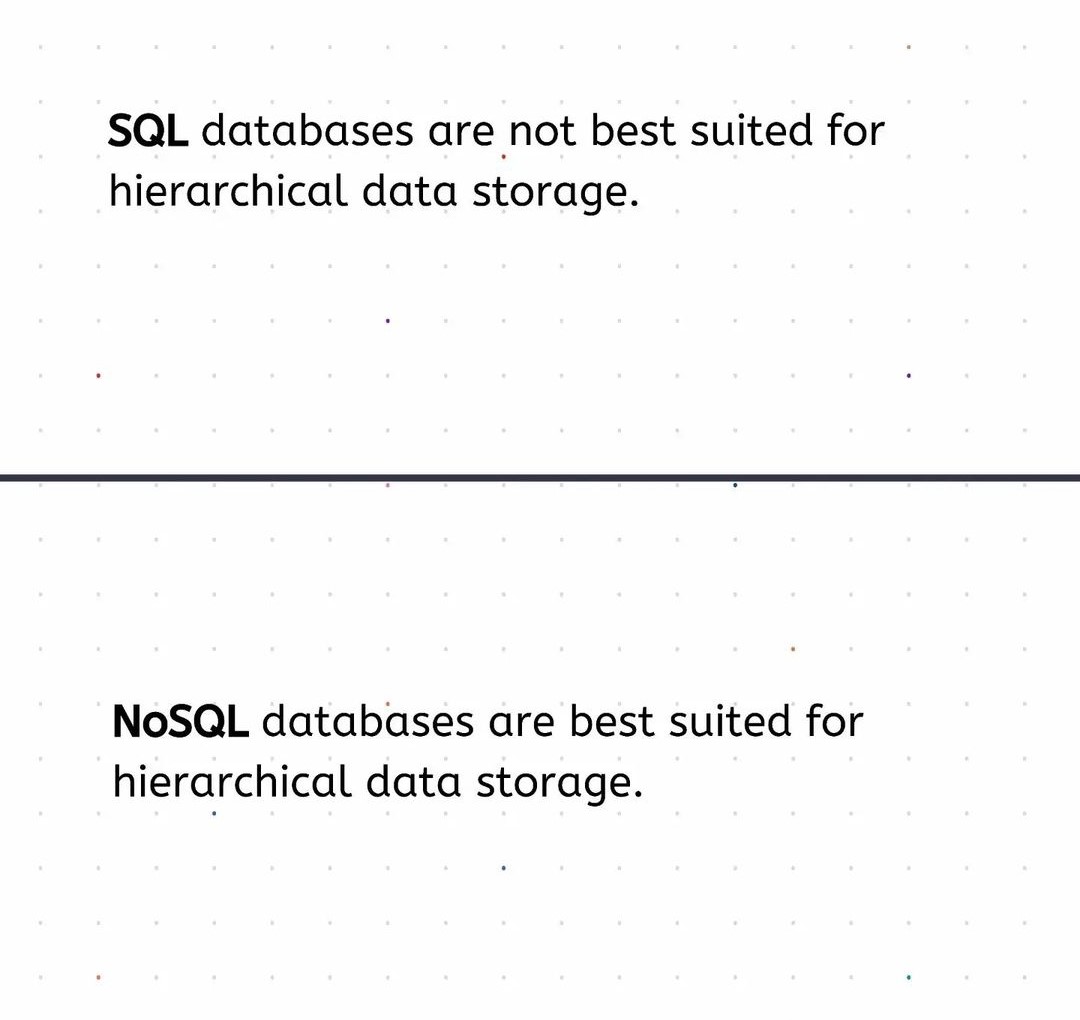 SQL databases are not best suited for
hierarchical data storage.
NoSQL databases are best suited for
hierarchical data storage.